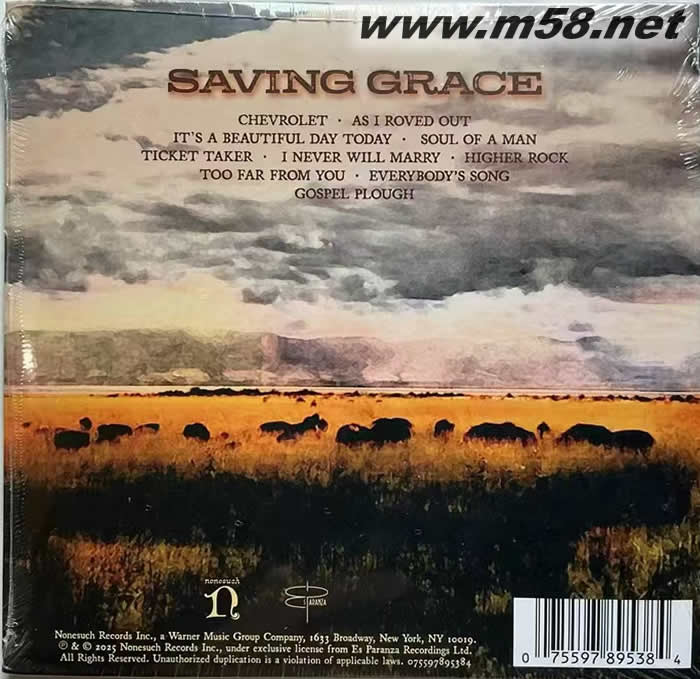 www.m58.net
SAVING GRACE
CHEVROLET · AS I ROVED OUT
IT'S A BEAUTIFUL DAY TODAY · SOUL OF A MAN
TICKET TAKER · I NEVER WILL MARRY · HIGHER ROCK
TOO FAR FROM YOU · EVERYBODY'S SONG
GOSPEL PLOUGH
nonesuch
n
ES PARANZA
Nonesuch Records Inc., a Warner Music Group Company, 1633 Broadway, New York, NY 10019.
℗ & © 2025 Nonesuch Records Inc., under exclusive license from Es Paranza Recordings Ltd.
All Rights Reserved. Unauthorized duplication is a violation of applicable laws. 075597895384
0 75597 89538 4